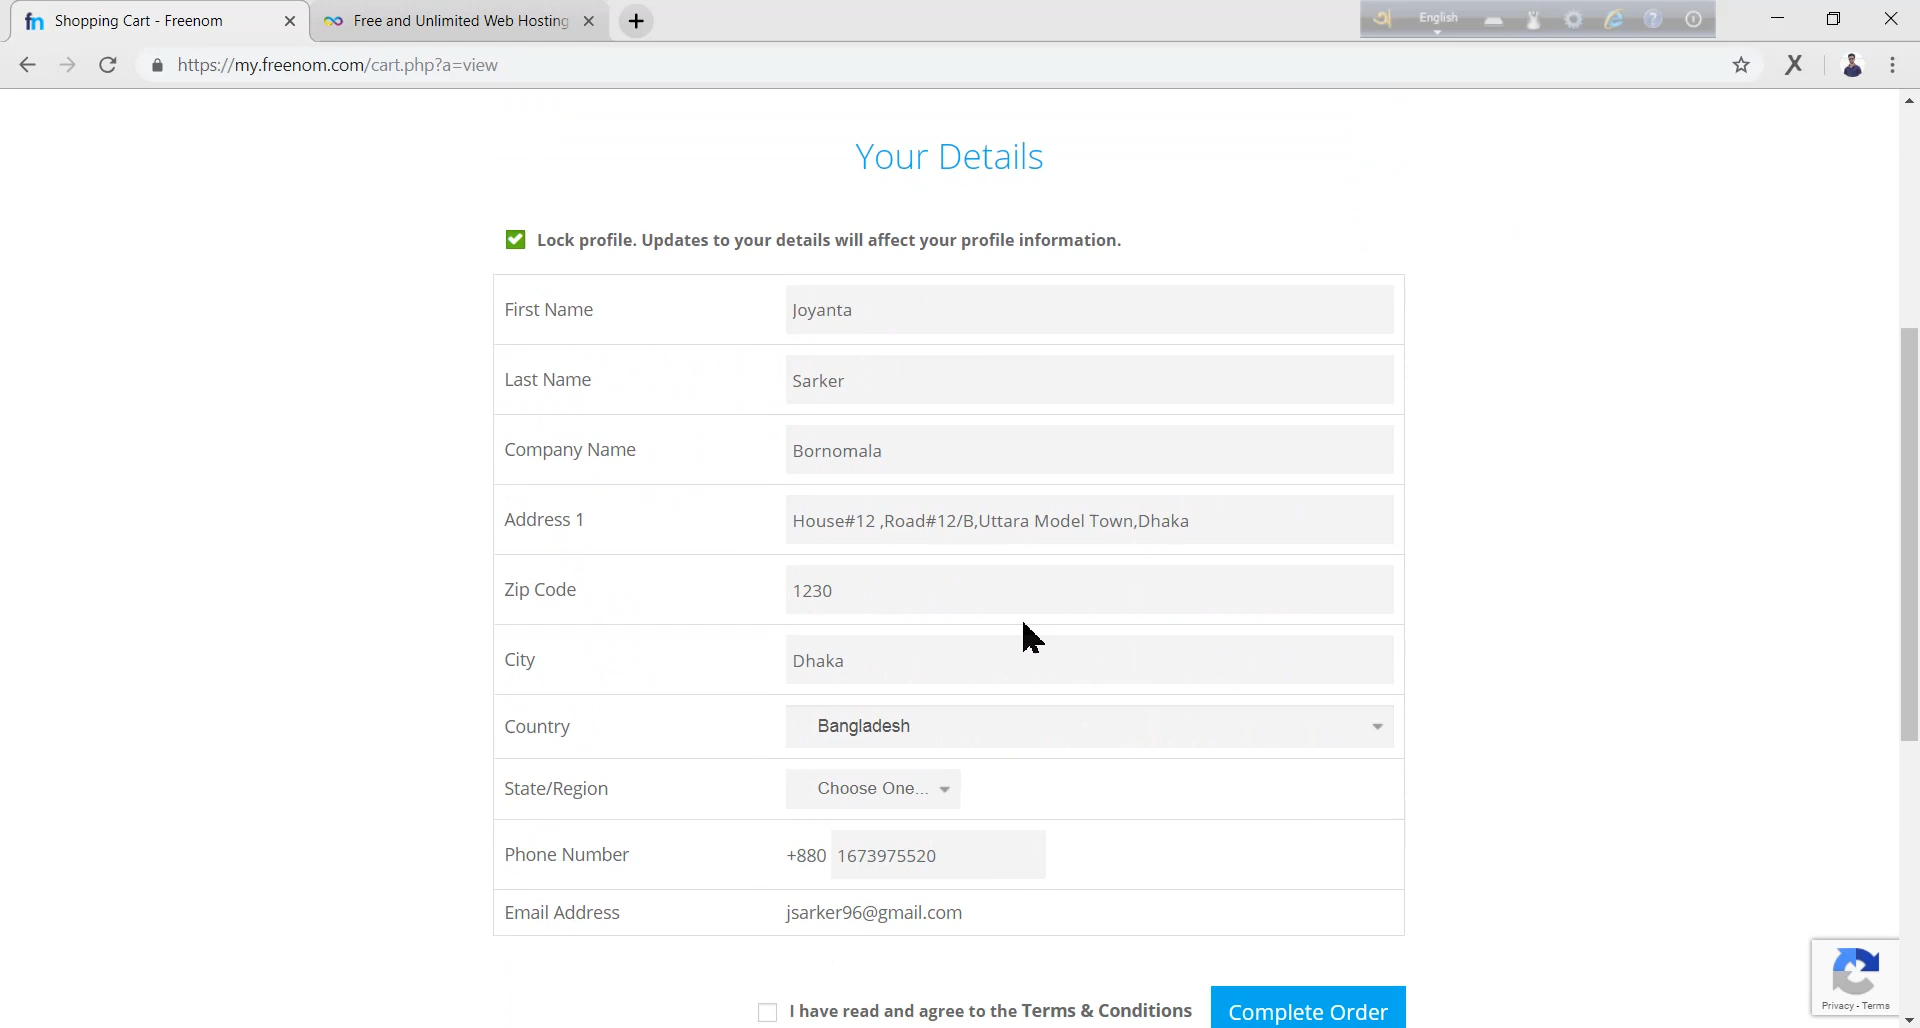 fn Shopping Cart - Freenom
Free and Unlimited Web Hosting
অ English
https://my.freenom.com/cart.php?a=view
Your Details
Lock profile. Updates to your details will affect your profile information.
First Name Joyanta
Last Name Sarker
Company Name Bornomala
Address 1 House#12 ,Road#12/B,Uttara Model Town,Dhaka
Zip Code 1230
City Dhaka
Country Bangladesh
State/Region Choose One...
Phone Number +880 1673975520
Email Address jsarker96@gmail.com
I have read and agree to the Terms & Conditions Complete Order
Privacy - Terms